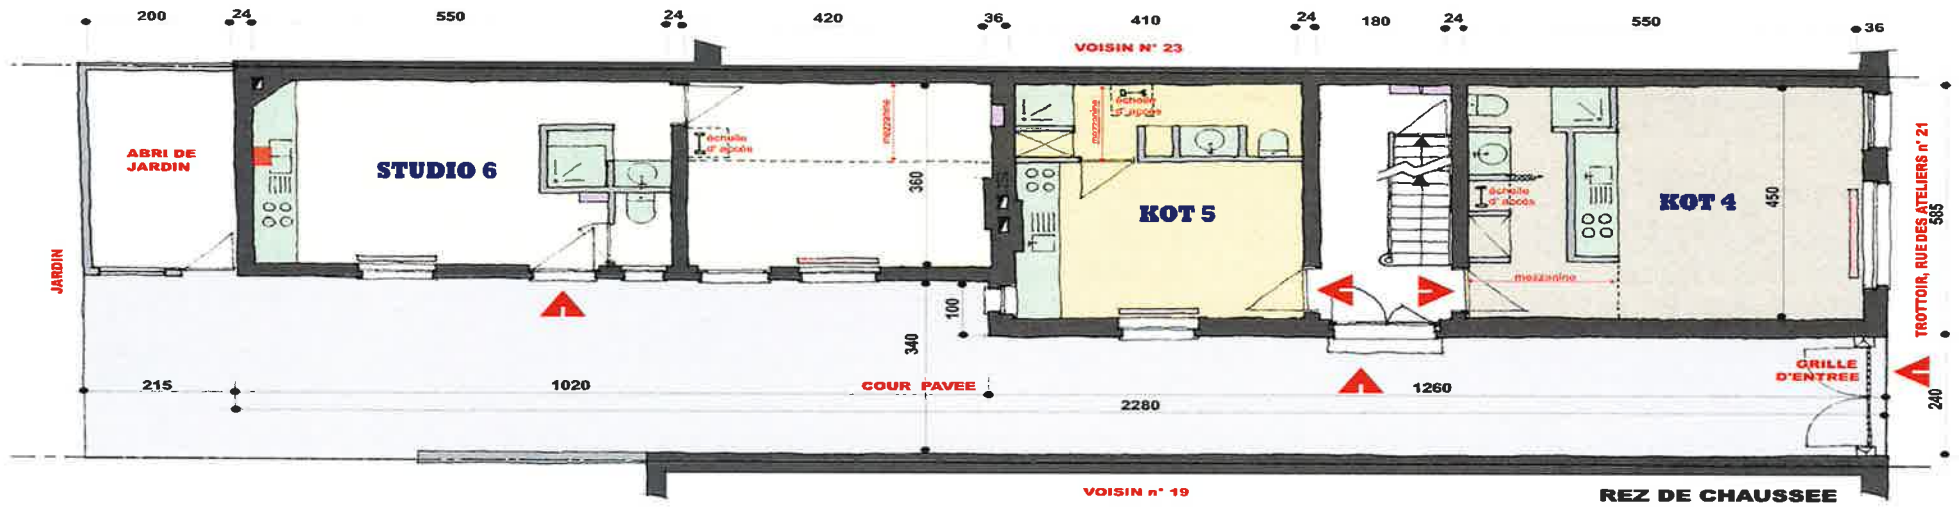 200
24
550
24
420
36
410
24
180
24
550
36
VOISIN N° 23
ABRI DE
JARDIN
STUDIO 6
échelle
d'accès
mezzanine
360
mezzanine
échelle
d'accès
KOT 5
échelle
d'accès
mezzanine
KOT 4
450
585
TROTTOIR, RUE DES ATELIERS n° 21
JARDIN
100
340
215
1020
COUR PAVEE
1260
2280
GRILLE
D'ENTREE
240
VOISIN n° 19
REZ DE CHAUSSEE